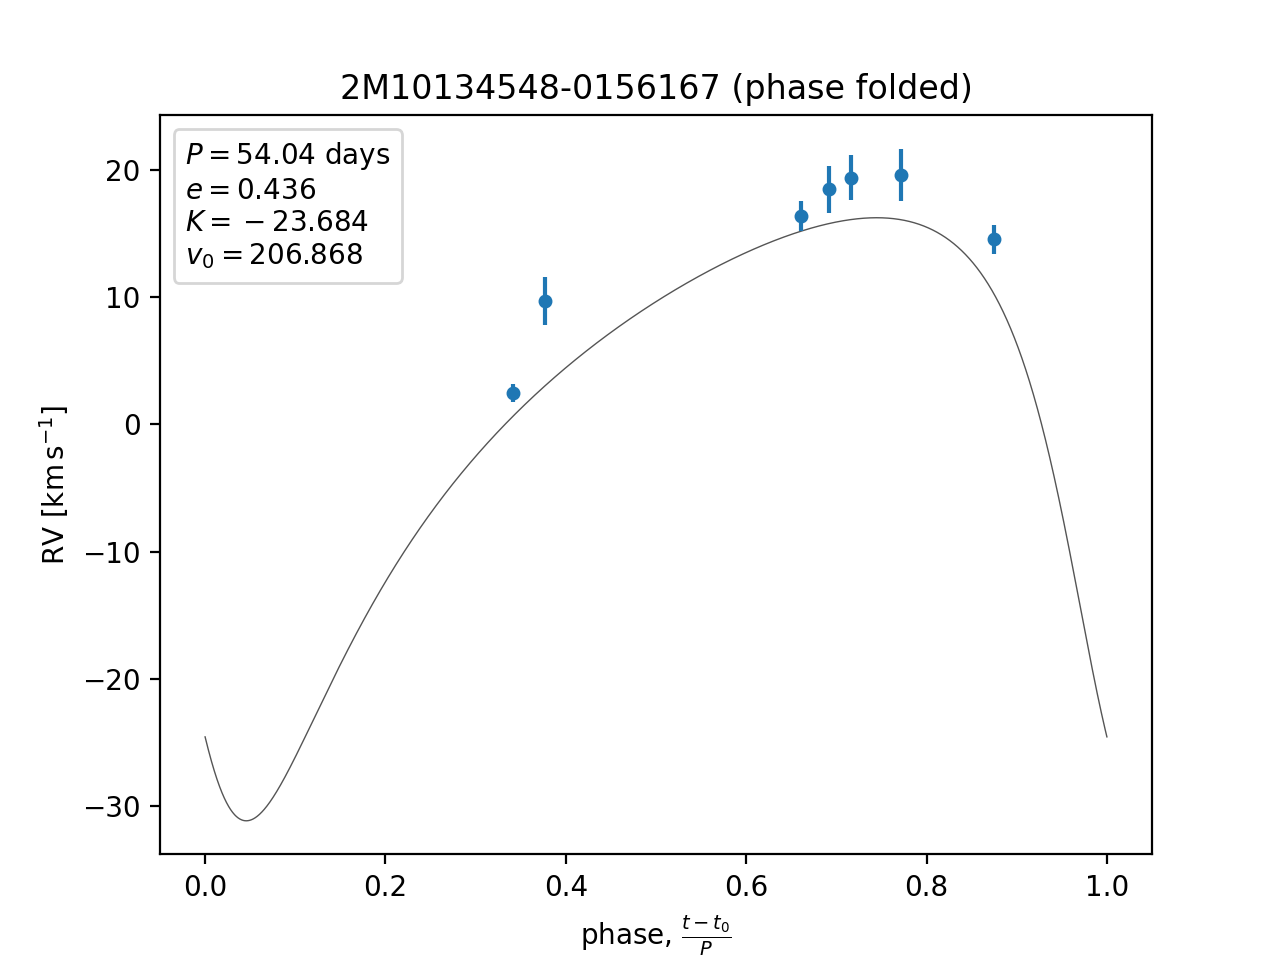 2M10134548-0156167 (phase folded)
P = 54.04 days
e = 0.436
K = −23.684
v₀ = 206.868
20
10
0
−10
−20
−30
RV [km s⁻¹]
0.0 0.2 0.4 0.6 0.8 1.0
phase, (t − t₀)/P